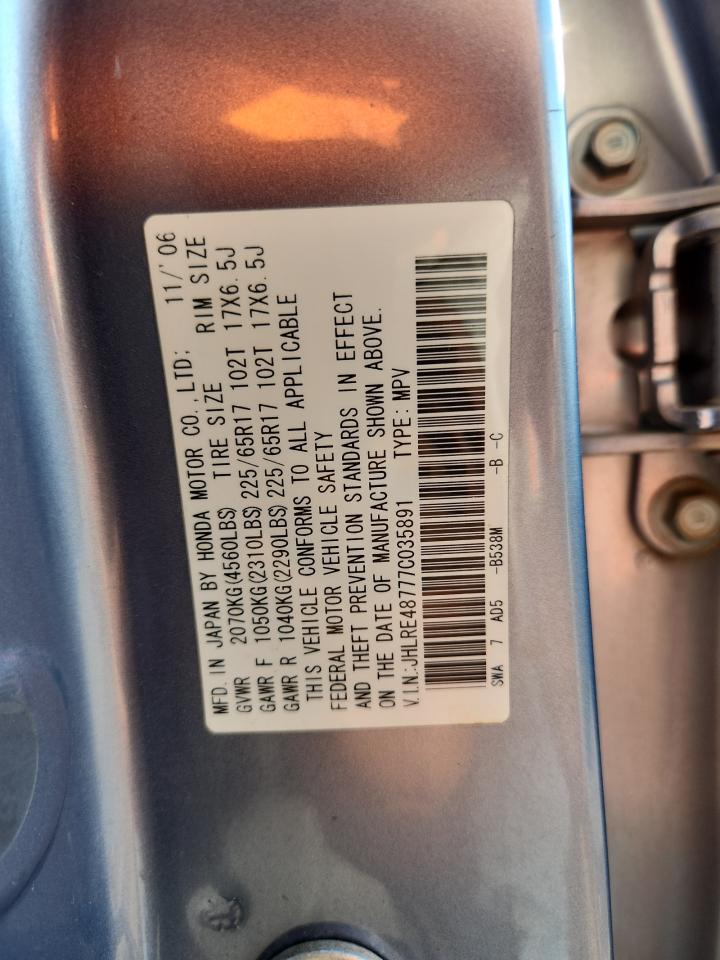 MFD. IN JAPAN BY HONDA MOTOR CO.,LTD: 11/'06
GVWR 2070KG(4560LBS) TIRE SIZE RIM SIZE
GAWR F 1050KG(2310LBS) 225/65R17 102T 17X6.5J
GAWR R 1040KG(2290LBS) 225/65R17 102T 17X6.5J
THIS VEHICLE CONFORMS TO ALL APPLICABLE
FEDERAL MOTOR VEHICLE SAFETY
AND THEFT PREVENTION STANDARDS IN EFFECT
ON THE DATE OF MANUFACTURE SHOWN ABOVE.
V.I.N.:JHLRE48777C035891 TYPE: MPV
SWA 7 AD5 -B538M -B -C